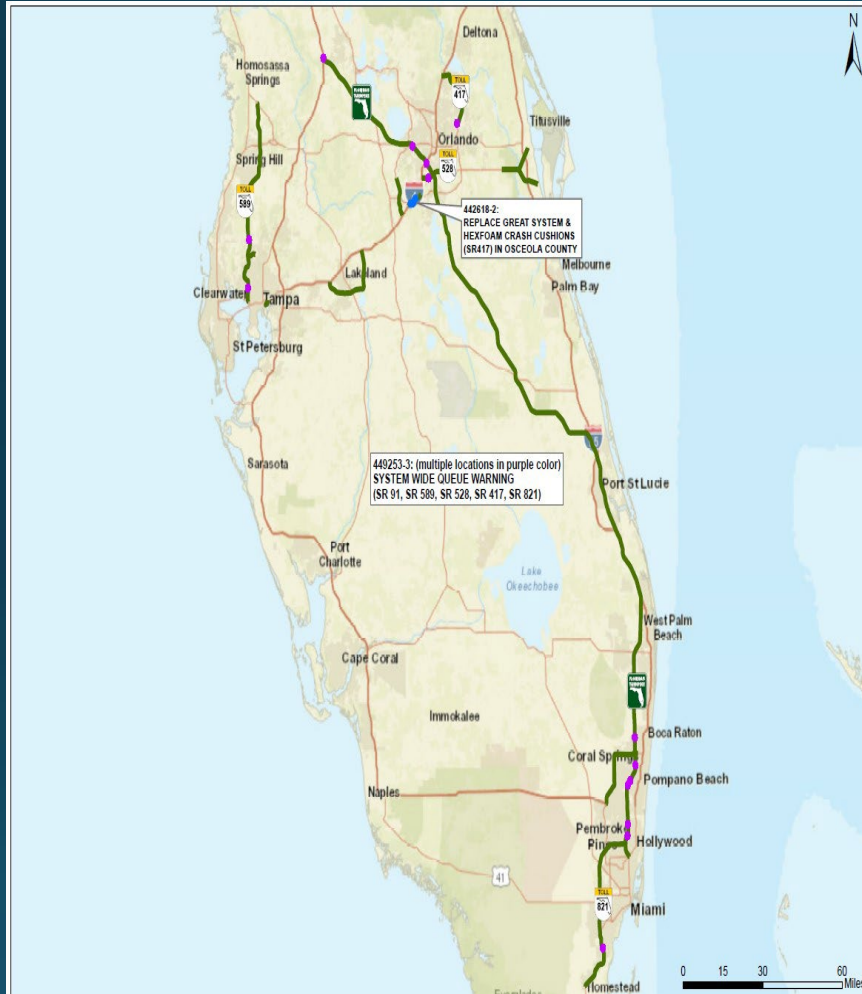 N
Deltona
Homosassa
Springs
TOLL
417
Titusville
Orlando
TOLL
528
Spring Hill
TOLL
589
442618-2:
REPLACE GREAT SYSTEM &
HEXFOAM CRASH CUSHIONS
(SR417) IN OSCEOLA COUNTY
Melbourne
Lakeland
Palm Bay
Clearwater
Tampa
St Petersburg
Sarasota
449253-3: (multiple locations in purple color)
SYSTEM WIDE QUEUE WARNING
(SR 91, SR 589, SR 528, SR 417, SR 821)
Port St Lucie
Port
Charlotte
Lake
Okeechobee
West Palm
Beach
Cape Coral
Immokalee
Boca Raton
Coral Springs
Pompano Beach
Naples
Pembroke
Pines
Hollywood
41
TOLL
821
Miami
Homestead
0 15 30 60
Miles